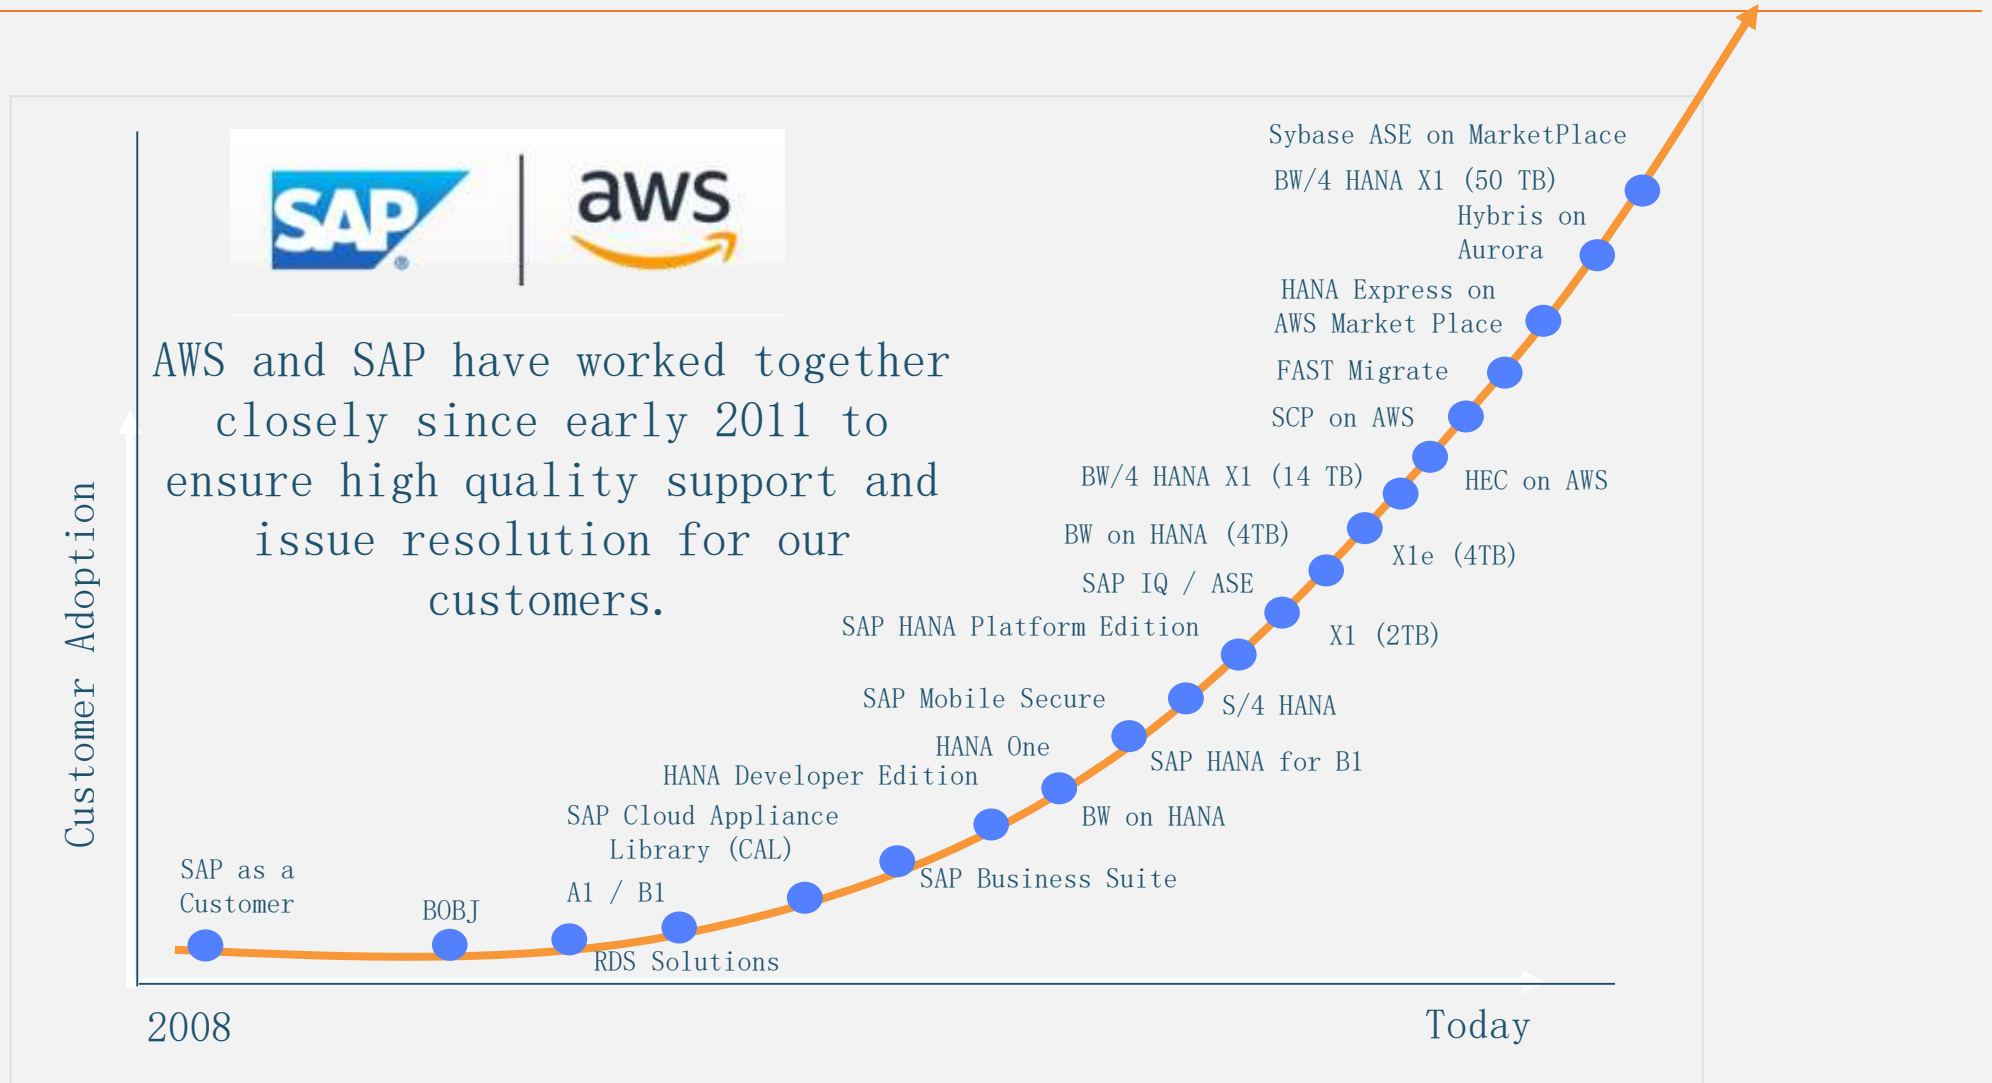 SAP
®
aws
AWS and SAP have worked together
closely since early 2011 to
ensure high quality support and
issue resolution for our
customers.
Customer Adoption
Sybase ASE on MarketPlace
BW/4 HANA X1 (50 TB)
Hybris on
Aurora
HANA Express on
AWS Market Place
FAST Migrate
SCP on AWS
BW/4 HANA X1 (14 TB)
HEC on AWS
BW on HANA (4TB)
X1e (4TB)
SAP IQ / ASE
SAP HANA Platform Edition
X1 (2TB)
SAP Mobile Secure
S/4 HANA
HANA One
SAP HANA for B1
HANA Developer Edition
SAP Cloud Appliance
Library (CAL)
BW on HANA
SAP as a
Customer
A1 / B1
SAP Business Suite
BOBJ
RDS Solutions
2008
Today